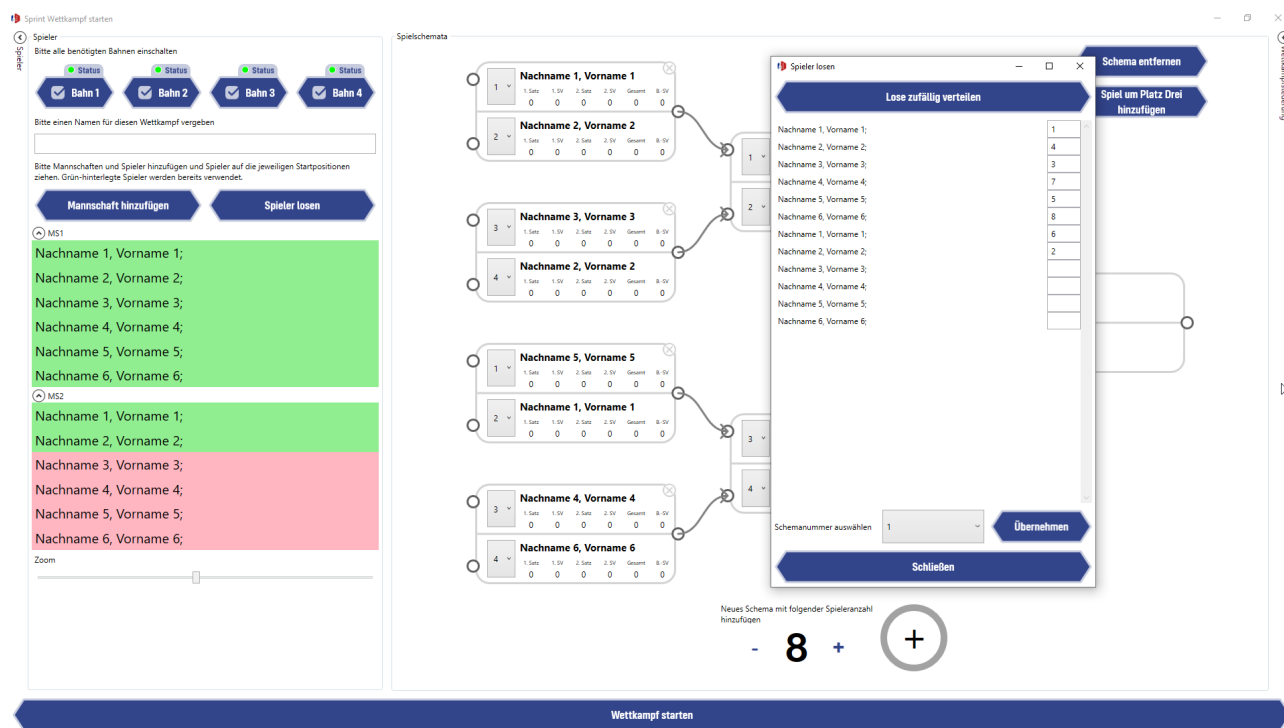 Sprint Wettkampf starten
Spieler
Spieler
Bitte alle benötigten Bahnen einschalten
Status
Status
Status
Status
Bahn 1
Bahn 2
Bahn 3
Bahn 4
Bitte einen Namen für diesen Wettkampf vergeben
Bitte Mannschaften und Spieler hinzufügen und Spieler auf die jeweiligen Startpositionen
ziehen. Grün-hinterlegte Spieler werden bereits verwendet.
Mannschaft hinzufügen
Spieler losen
MS1
Nachname 1, Vorname 1;
Nachname 2, Vorname 2;
Nachname 3, Vorname 3;
Nachname 4, Vorname 4;
Nachname 5, Vorname 5;
Nachname 6, Vorname 6;
MS2
Nachname 1, Vorname 1;
Nachname 2, Vorname 2;
Nachname 3, Vorname 3;
Nachname 4, Vorname 4;
Nachname 5, Vorname 5;
Nachname 6, Vorname 6;
Zoom
Spielschemata
1
Nachname 1, Vorname 1
1. Satz 1. SV 2. Satz 2. SV Gesamt B.-SV
0 0 0 0 0 0
2
Nachname 2, Vorname 2
1. Satz 1. SV 2. Satz 2. SV Gesamt B.-SV
0 0 0 0 0 0
3
Nachname 3, Vorname 3
1. Satz 1. SV 2. Satz 2. SV Gesamt B.-SV
0 0 0 0 0 0
4
Nachname 2, Vorname 2
1. Satz 1. SV 2. Satz 2. SV Gesamt B.-SV
0 0 0 0 0 0
1
Nachname 5, Vorname 5
1. Satz 1. SV 2. Satz 2. SV Gesamt B.-SV
0 0 0 0 0 0
2
Nachname 1, Vorname 1
1. Satz 1. SV 2. Satz 2. SV Gesamt B.-SV
0 0 0 0 0 0
3
Nachname 4, Vorname 4
1. Satz 1. SV 2. Satz 2. SV Gesamt B.-SV
0 0 0 0 0 0
4
Nachname 6, Vorname 6
1. Satz 1. SV 2. Satz 2. SV Gesamt B.-SV
0 0 0 0 0 0
1
2
3
4
Schema entfernen
Spiel um Platz Drei
hinzufügen
Spieler losen
Lose zufällig verteilen
Nachname 1, Vorname 1; 1
Nachname 2, Vorname 2; 4
Nachname 3, Vorname 3; 3
Nachname 4, Vorname 4; 7
Nachname 5, Vorname 5; 5
Nachname 6, Vorname 6; 8
Nachname 1, Vorname 1; 6
Nachname 2, Vorname 2; 2
Nachname 3, Vorname 3;
Nachname 4, Vorname 4;
Nachname 5, Vorname 5;
Nachname 6, Vorname 6;
Schemanummer auswählen 1
Übernehmen
Schließen
Neues Schema mit folgender Spieleranzahl
hinzufügen
- 8 + +
Wettkampf starten